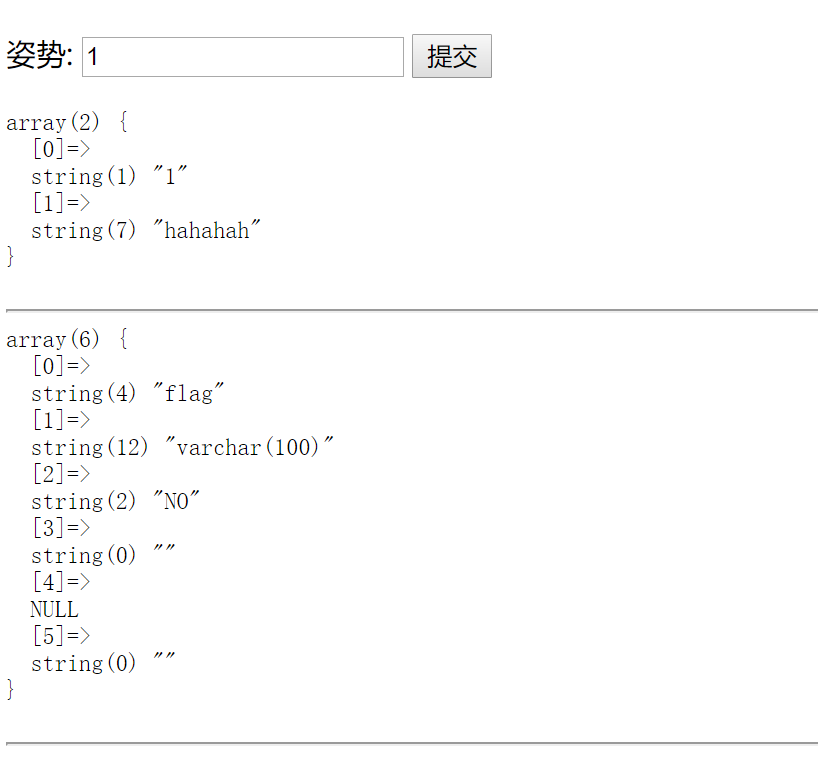 姿势: 1 提交
array(2) {
  [0]=>
  string(1) "1"
  [1]=>
  string(7) "hahahah"
}
array(6) {
  [0]=>
  string(4) "flag"
  [1]=>
  string(12) "varchar(100)"
  [2]=>
  string(2) "NO"
  [3]=>
  string(0) ""
  [4]=>
  NULL
  [5]=>
  string(0) ""
}